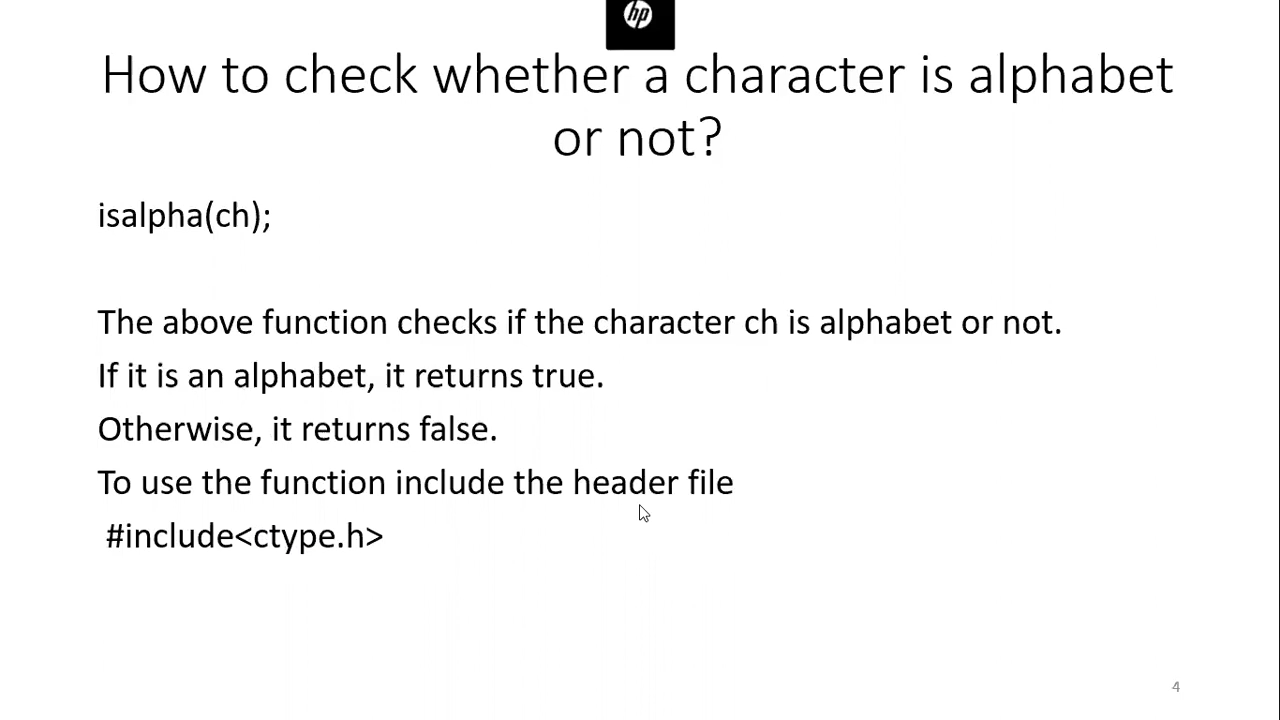 hp
How to check whether a character is alphabet
or not?
isalpha(ch);
The above function checks if the character ch is alphabet or not.
If it is an alphabet, it returns true.
Otherwise, it returns false.
To use the function include the header file
#include<ctype.h>
4